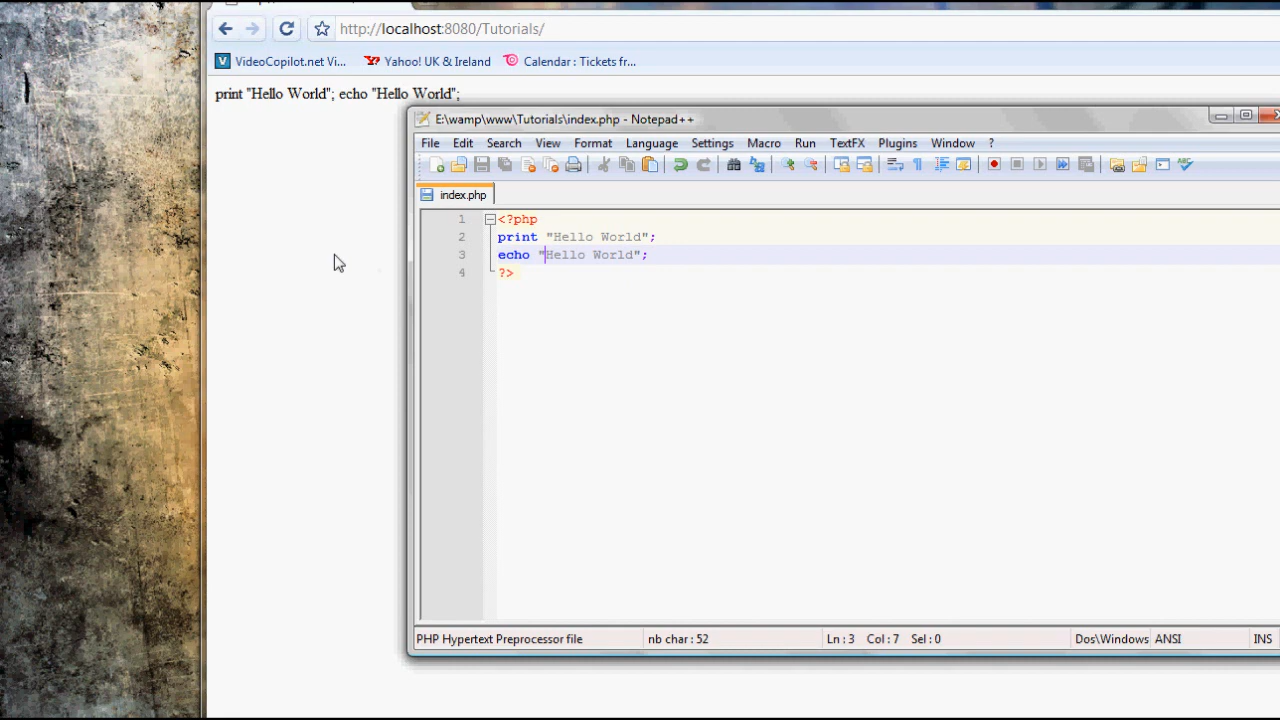 http://localhost:8080/Tutorials/
VideoCopilot.net Vi... Yahoo! UK & Ireland Calendar : Tickets fr...
print "Hello World"; echo "Hello World";
E:\wamp\www\Tutorials\index.php - Notepad++
File Edit Search View Format Language Settings Macro Run TextFX Plugins Window ?
index.php
1 <?php
2 print "Hello World";
3 echo "Hello World";
4 ?>
PHP Hypertext Preprocessor file nb char : 52 Ln : 3 Col : 7 Sel : 0 Dos\Windows ANSI INS